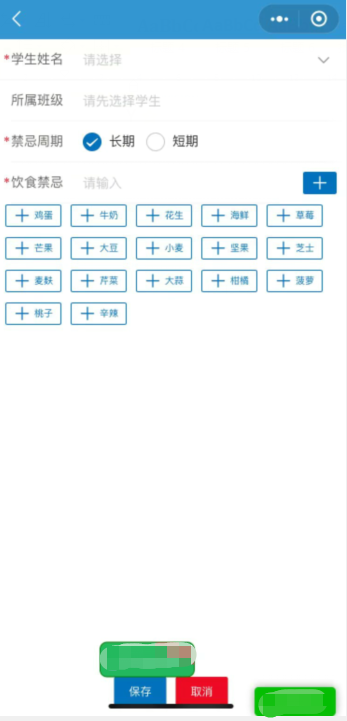 *学生姓名 请选择
所属班级 请先选择学生
*禁忌周期 长期 短期
*饮食禁忌 请输入
鸡蛋 牛奶 花生 海鲜 草莓
芒果 大豆 小麦 坚果 芝士
麦麸 芹菜 大蒜 柑橘 菠萝
桃子 辛辣
保存 取消